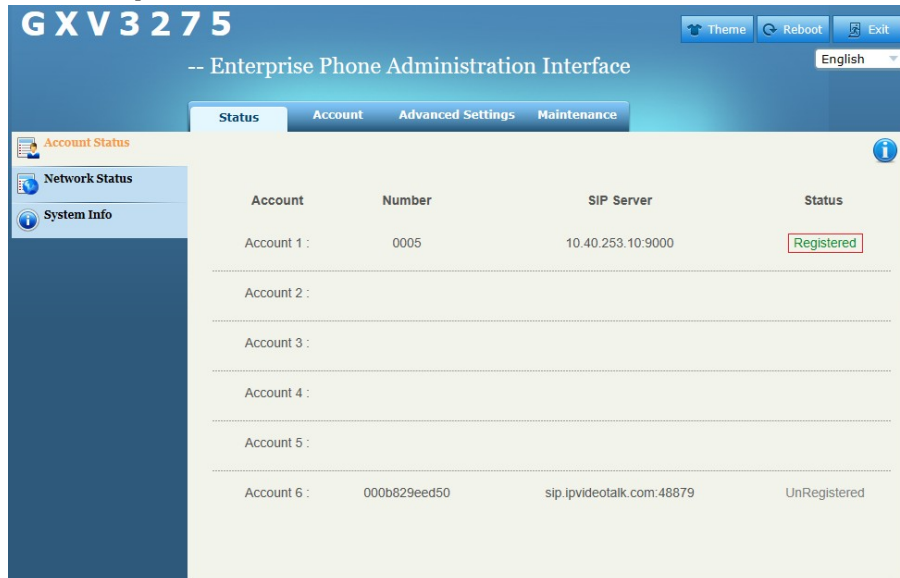 GXV3275
Theme Reboot Exit
-- Enterprise Phone Administration Interface
English
Status Account Advanced Settings Maintenance
Account Status
Network Status
System Info
Account Number SIP Server Status
Account 1 : 0005 10.40.253.10:9000 Registered
Account 2 :
Account 3 :
Account 4 :
Account 5 :
Account 6 : 000b829eed50 sip.ipvideotalk.com:48879 UnRegistered